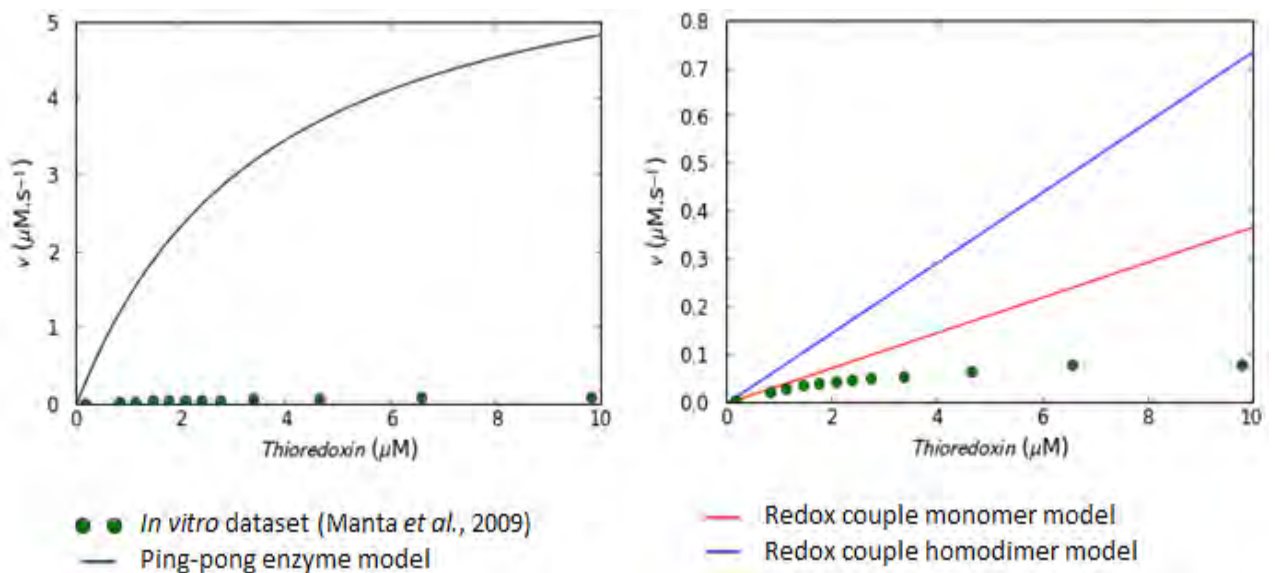 5
4
3
2
1
0
v (μM.s⁻¹)
0 2 4 6 8 10
Thioredoxin (μM)
0.8
0.7
0.6
0.5
0.4
0.3
0.2
0.1
0.0
v (μM.s⁻¹)
0 2 4 6 8 10
Thioredoxin (μM)
In vitro dataset (Manta et al., 2009)
Ping-pong enzyme model
Redox couple monomer model
Redox couple homodimer model